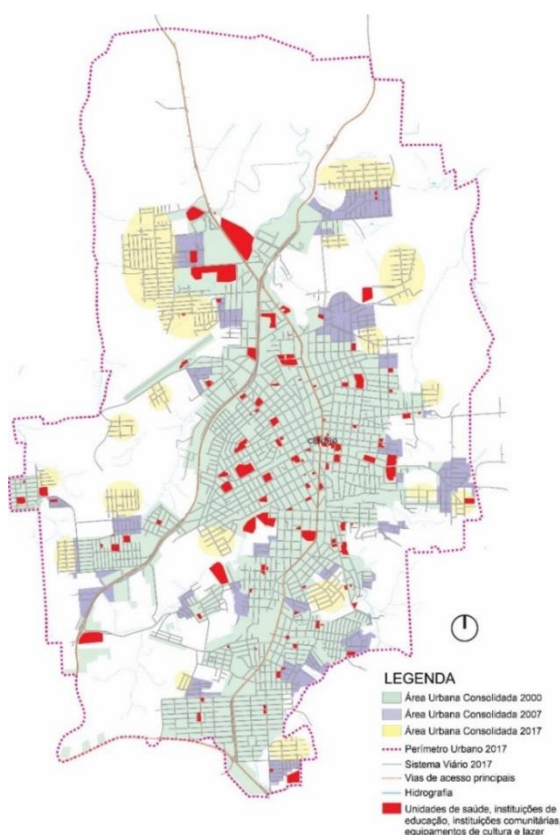 LEGENDA
Área Urbana Consolidada 2000
Área Urbana Consolidada 2007
Área Urbana Consolidada 2017
Perímetro Urbano 2017
Sistema Viário 2017
Vias de acesso principais
Hidrografia
Unidades de saúde, instituições de
educação, instituições comunitárias
equipamentos de cultura e lazer